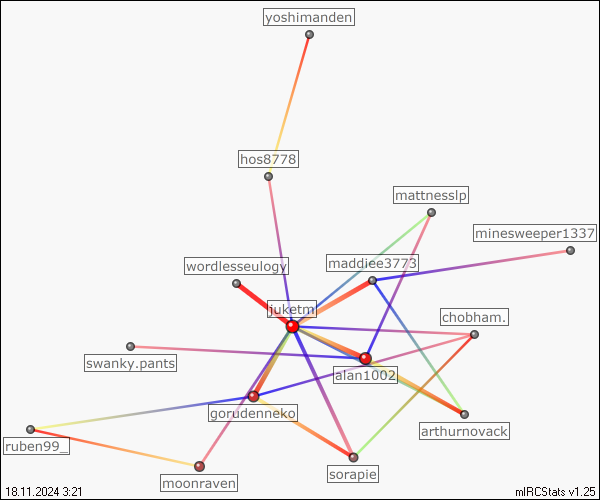 yoshimanden
hos8778
mattnesslp
minesweeper1337
wordlesseulogy
maddiee3773
juketm
chobham.
swanky.pants
alan1002
gorudenneko
arthurnovack
ruben99_
sorapie
moonraven
18.11.2024 3:21
mIRCStats v1.25